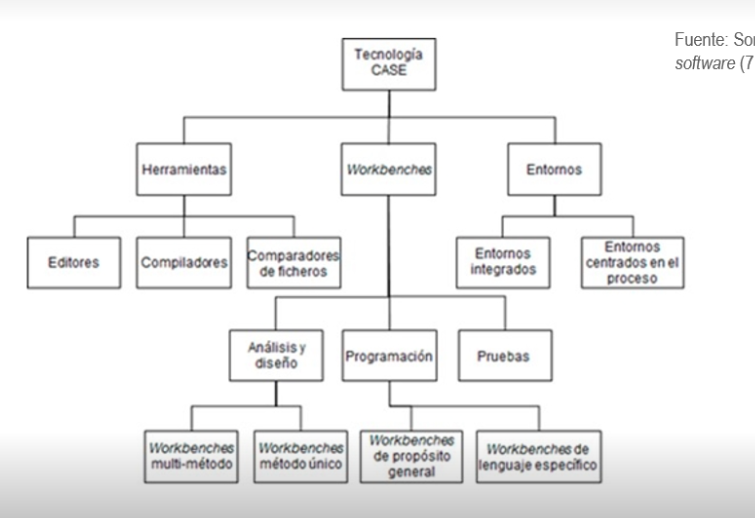 Fuente: So
software (7
Tecnología
CASE
Herramientas
Workbenches
Entornos
Editores
Compiladores
Comparadores
de ficheros
Entornos
integrados
Entornos
centrados en el
proceso
Análisis y
diseño
Programación
Pruebas
Workbenches
multi-método
Workbenches
método único
Workbenches
de propósito
general
Workbenches de
lenguaje específico